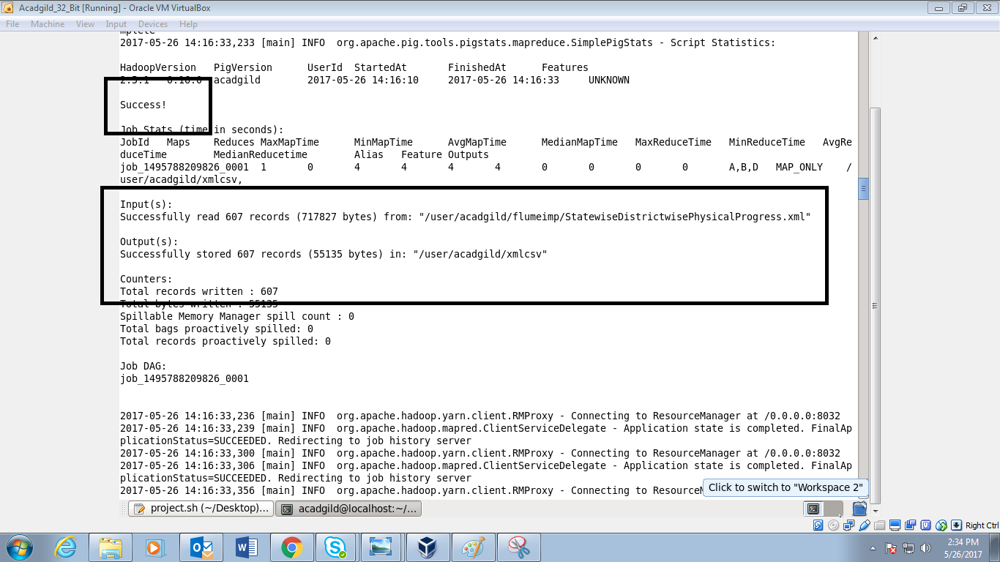 Acadgild_32_Bit [Running] - Oracle VM VirtualBox
File Machine View Input Devices Help
mplete
2017-05-26 14:16:33,233 [main] INFO org.apache.pig.tools.pigstats.mapreduce.SimplePigStats - Script Statistics:
HadoopVersion PigVersion UserId StartedAt FinishedAt Features
acadgild 2017-05-26 14:16:10 2017-05-26 14:16:33 UNKNOWN
Success!
Job Stats (time in seconds):
JobId Maps Reduces MaxMapTime MinMapTime AvgMapTime MedianMapTime MaxReduceTime MinReduceTime AvgRe
duceTime MedianReducetime Alias Feature Outputs
job_1495788209826_0001 1 0 4 4 4 4 0 0 0 0 A,B,D MAP_ONLY /
user/acadgild/xmlcsv,
Input(s):
Successfully read 607 records (717827 bytes) from: "/user/acadgild/flumeimp/StatewiseDistrictwisePhysicalProgress.xml"
Output(s):
Successfully stored 607 records (55135 bytes) in: "/user/acadgild/xmlcsv"
Counters:
Total records written : 607
Total bytes written : 55135
Spillable Memory Manager spill count : 0
Total bags proactively spilled: 0
Total records proactively spilled: 0
Job DAG:
job_1495788209826_0001
2017-05-26 14:16:33,236 [main] INFO org.apache.hadoop.yarn.client.RMProxy - Connecting to ResourceManager at /0.0.0.0:8032
2017-05-26 14:16:33,239 [main] INFO org.apache.hadoop.mapred.ClientServiceDelegate - Application state is completed. FinalAp
plicationStatus=SUCCEEDED. Redirecting to job history server
2017-05-26 14:16:33,300 [main] INFO org.apache.hadoop.yarn.client.RMProxy - Connecting to ResourceManager at /0.0.0.0:8032
2017-05-26 14:16:33,306 [main] INFO org.apache.hadoop.mapred.ClientServiceDelegate - Application state is completed. FinalAp
plicationStatus=SUCCEEDED. Redirecting to job history server
2017-05-26 14:16:33,356 [main] INFO org.apache.hadoop.yarn.client.RMProxy - Connecting to
Click to switch to "Workspace 2"
project.sh (~/Desktop)... acadgild@localhost:~/...
Right Ctrl
2:34 PM
5/26/2017